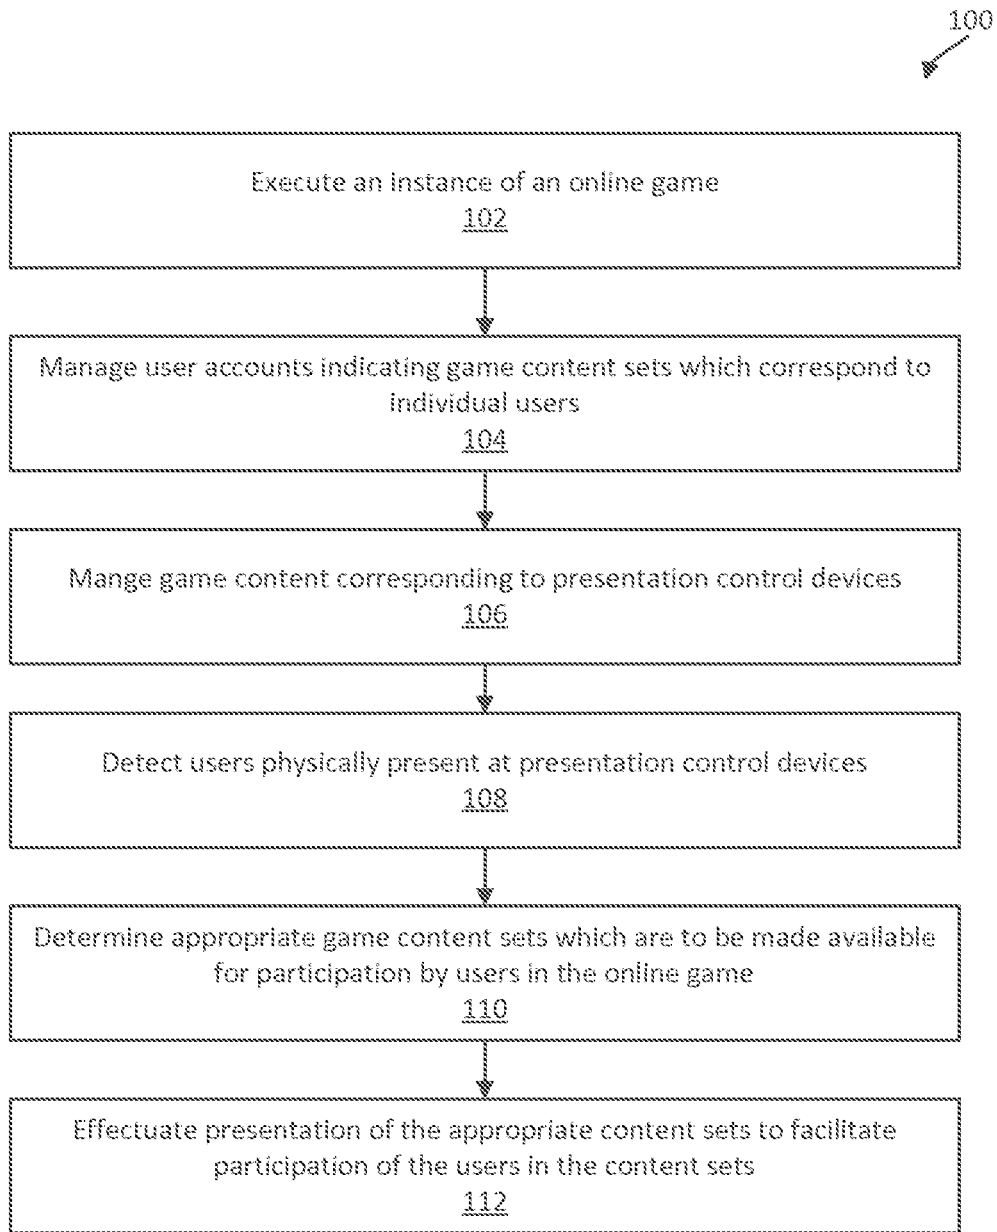 100
Execute an instance of an online game
102
Manage user accounts indicating game content sets which correspond to
individual users
104
Mange game content corresponding to presentation control devices
106
Detect users physically present at presentation control devices
108
Determine appropriate game content sets which are to be made available
for participation by users in the online game
110
Effectuate presentation of the appropriate content sets to facilitate
participation of the users in the content sets
112